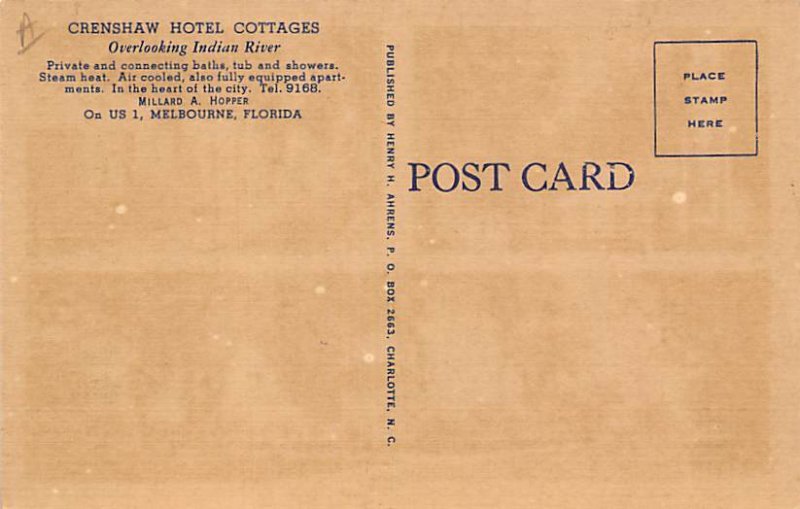 A
CRENSHAW HOTEL COTTAGES
Overlooking Indian River
Private and connecting baths, tub and showers.
Steam heat. Air cooled, also fully equipped apart-
ments. In the heart of the city. Tel. 9168.
MILLARD A. HOPPER
On US 1, MELBOURNE, FLORIDA
PUBLISHED BY HENRY H. AHRENS, P. O. BOX 2663, CHARLOTTE, N. C.
POST CARD
PLACE
STAMP
HERE